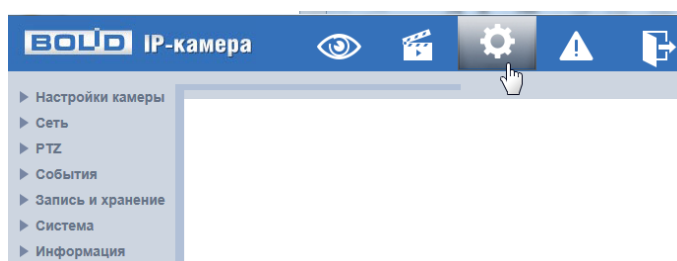 BOLID IP-камера
Настройки камеры
Сеть
PTZ
События
Запись и хранение
Система
Информация